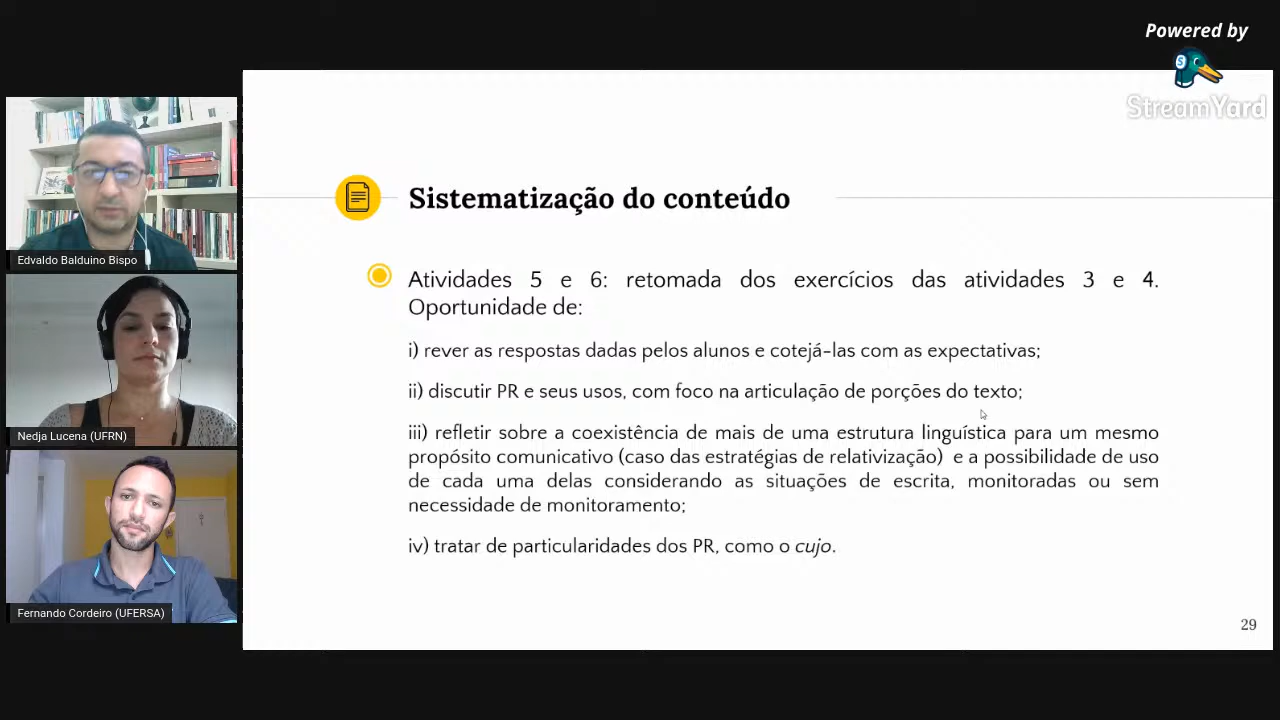 Powered by
StreamYard
Sistematização do conteúdo
Atividades 5 e 6: retomada dos exercícios das atividades 3 e 4.
Oportunidade de:
i) rever as respostas dadas pelos alunos e cotejá-las com as expectativas;
ii) discutir PR e seus usos, com foco na articulação de porções do texto;
iii) refletir sobre a coexistência de mais de uma estrutura linguística para um mesmo
propósito comunicativo (caso das estratégias de relativização) e a possibilidade de uso
de cada uma delas considerando as situações de escrita, monitoradas ou sem
necessidade de monitoramento;
iv) tratar de particularidades dos PR, como o cujo.
29
Edvaldo Balduino Bispo
Nedja Lucena (UFRN)
Fernando Cordeiro (UFERSA)